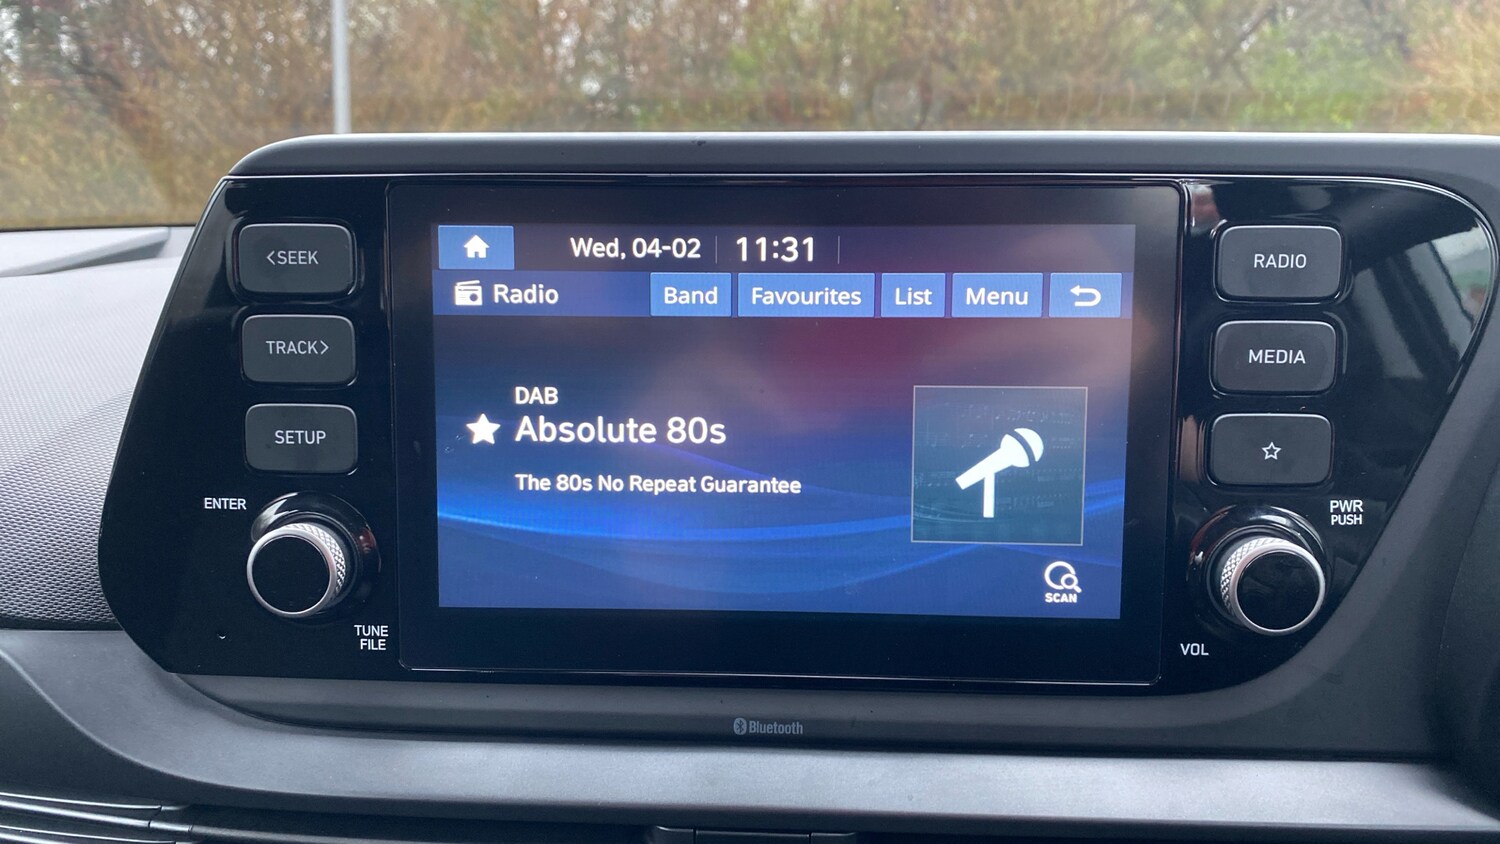 <SEEK
TRACK>
SETUP
ENTER
TUNE
FILE
Wed, 04-02 11:31
Radio Band Favourites List Menu
DAB
Absolute 80s
The 80s No Repeat Guarantee
SCAN
RADIO
MEDIA
PWR
PUSH
VOL
Bluetooth